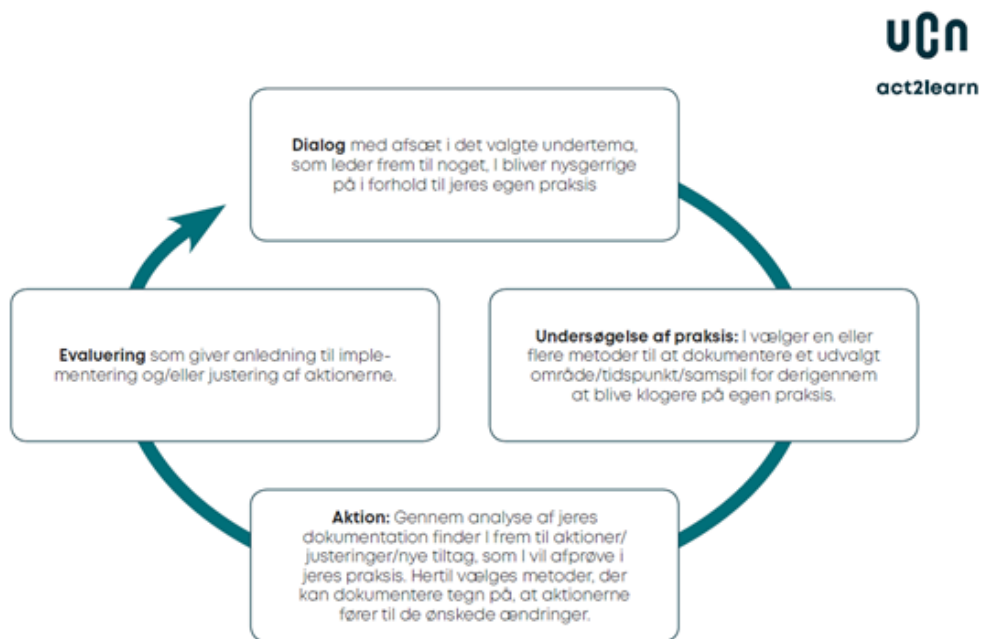 ucn
act2learn
Dialog med afsæt i det valgte undertema,
som leder frem til noget, I bliver nysgerrige
på i forhold til jeres egen praksis
Undersøgelse af praksis: I vælger en eller
flere metoder til at dokumentere et udvalgt
område/tidspunkt/samspil for derigennem
at blive klogere på egen praksis.
Aktion: Gennem analyse af jeres
dokumentation finder I frem til aktioner/
justeringer/nye tiltag, som I vil afprøve i
jeres praksis. Hertil vælges metoder, der
kan dokumentere tegn på, at aktionerne
fører til de ønskede ændringer.
Evaluering som giver anledning til imple-
mentering og/eller justering af aktionerne.